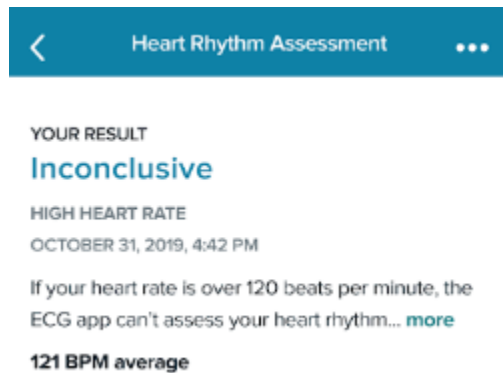 Heart Rhythm Assessment
YOUR RESULT
Inconclusive
HIGH HEART RATE
OCTOBER 31, 2019, 4:42 PM
If your heart rate is over 120 beats per minute, the
ECG app can't assess your heart rhythm... more
121 BPM average